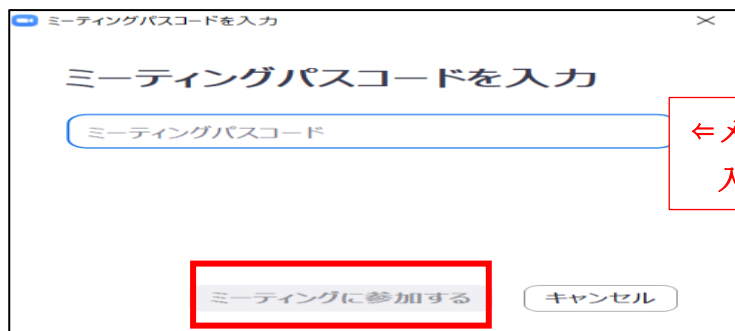 ミーティングパスコードを入力
ミーティングパスコードを入力
ミーティングパスコード
⇐メ
入
ミーティングに参加する
キャンセル